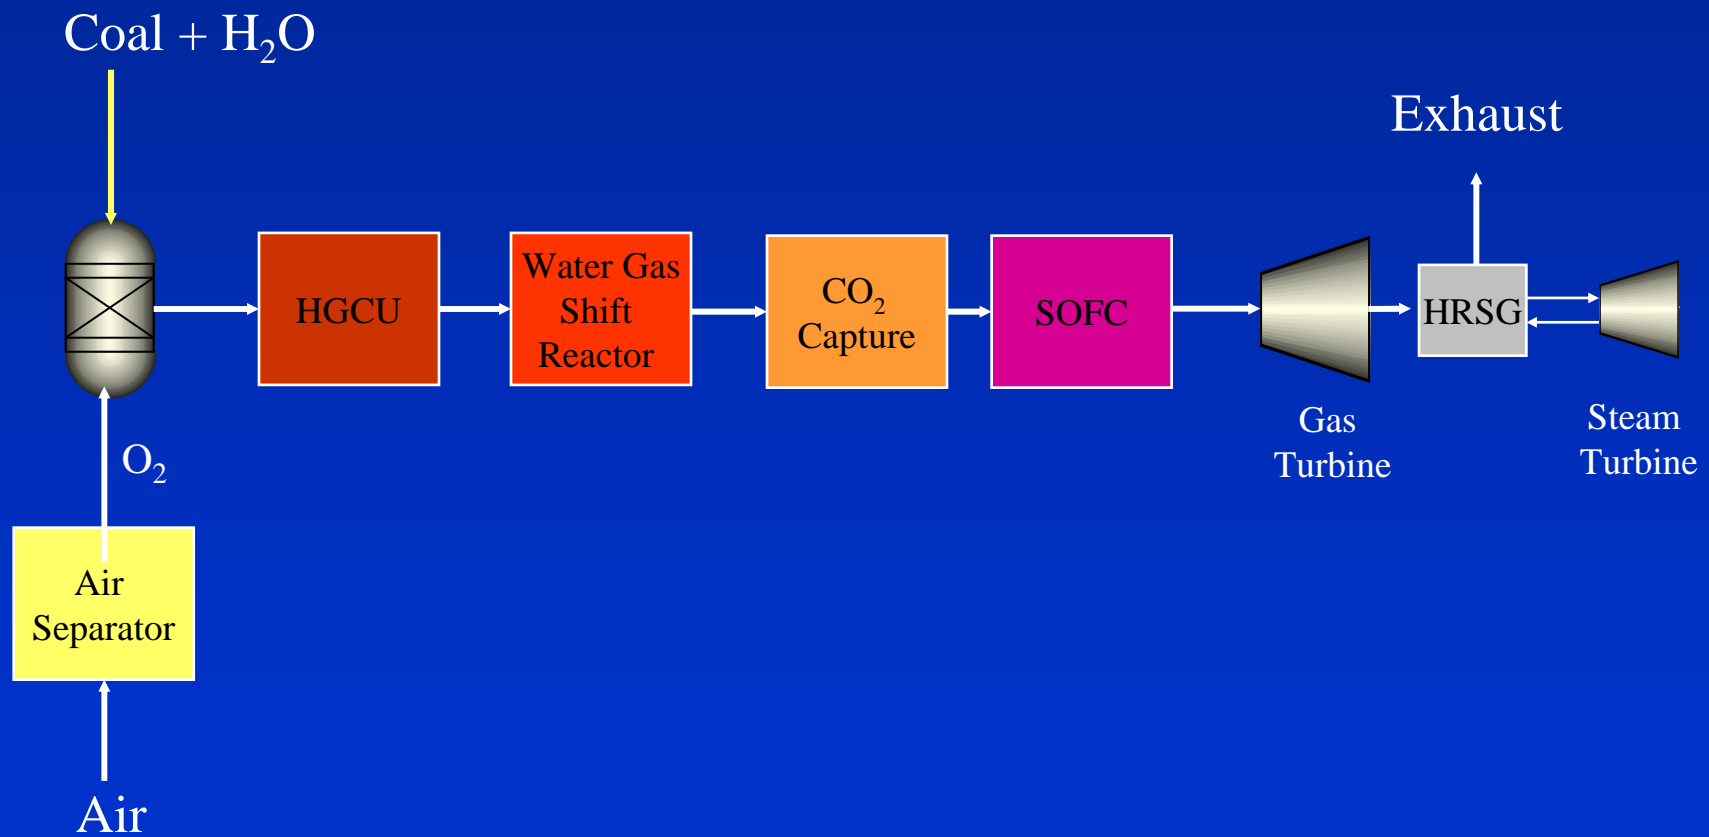 Coal + H₂O
Exhaust
HGCU
Water Gas
Shift
Reactor
CO₂
Capture
SOFC
HRSG
Gas
Turbine
Steam
Turbine
O₂
Air
Separator
Air